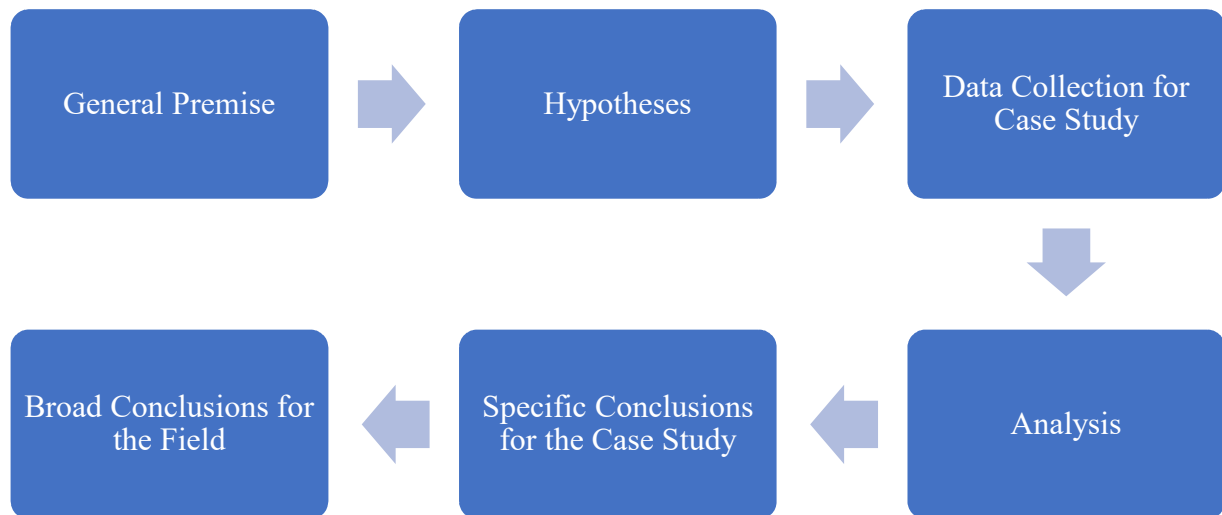 General Premise
Hypotheses
Data Collection for
Case Study
Analysis
Specific Conclusions
for the Case Study
Broad Conclusions for
the Field